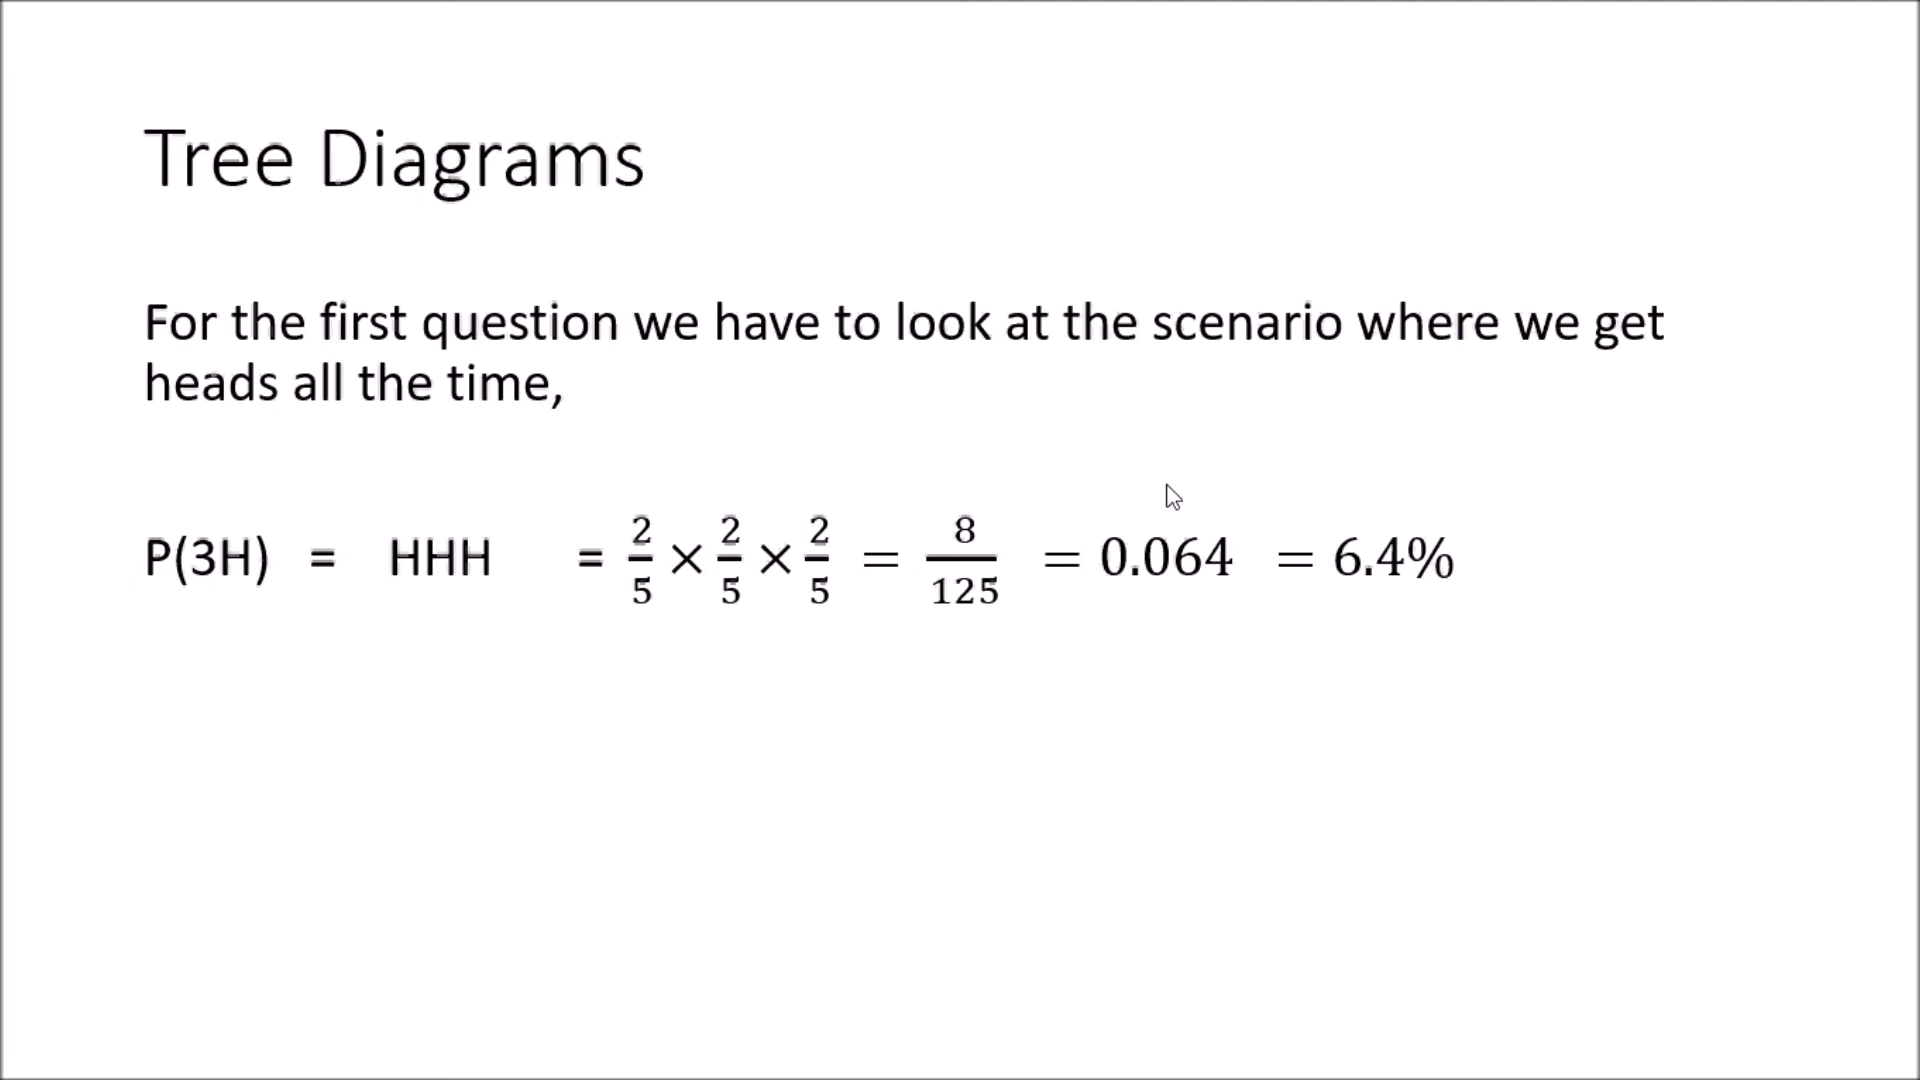 Tree Diagrams
For the first question we have to look at the scenario where we get
heads all the time,
P(3H) = HHH = 2/5 × 2/5 × 2/5 = 8/125 = 0.064 = 6.4%